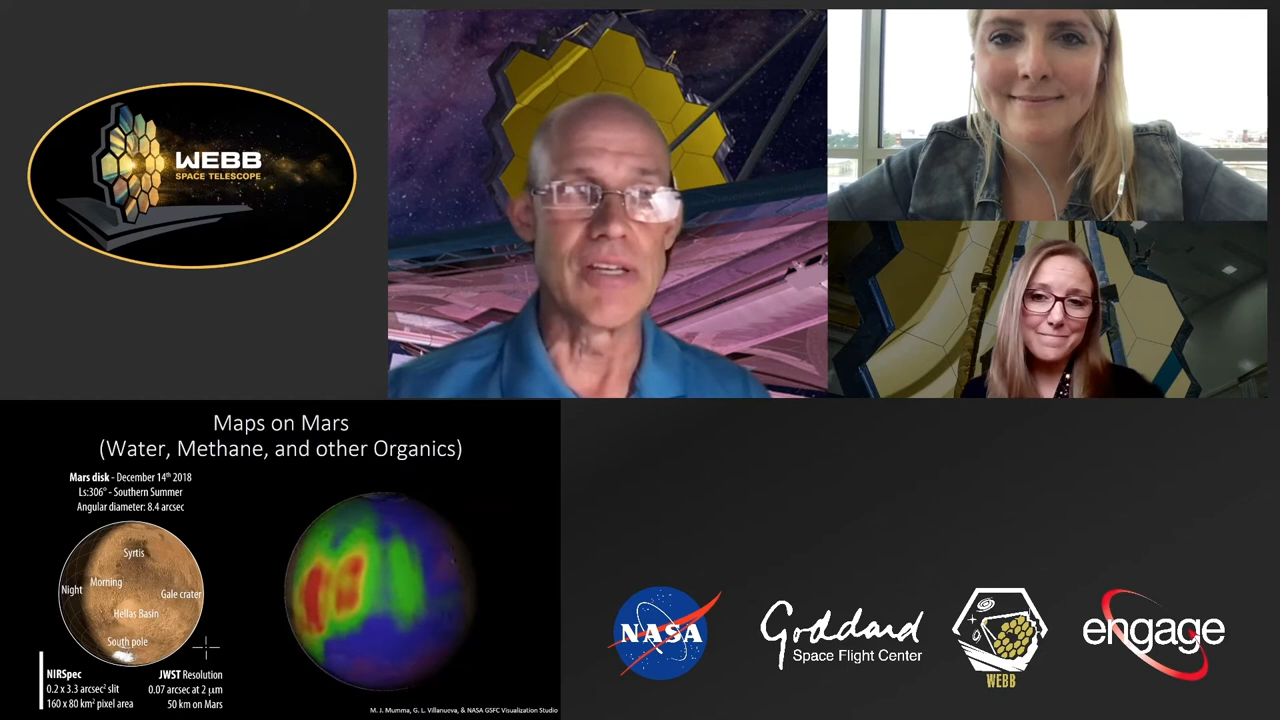 WEBB
SPACE TELESCOPE
Maps on Mars
(Water, Methane, and other Organics)
Mars disk - December 14th 2018
Ls:306° - Southern Summer
Angular diameter: 8.4 arcsec
Syrtis
Night
Morning
Gale crater
Hellas Basin
South pole
NIRSpec
0.2 x 3.3 arcsec² slit
160 x 80 km² pixel area
JWST Resolution
0.07 arcsec at 2 μm
50 km on Mars
M. J. Mumma, G. L. Villanueva, & NASA GSFC Visualization Studio
NASA
Goddard
Space Flight Center
WEBB
engage